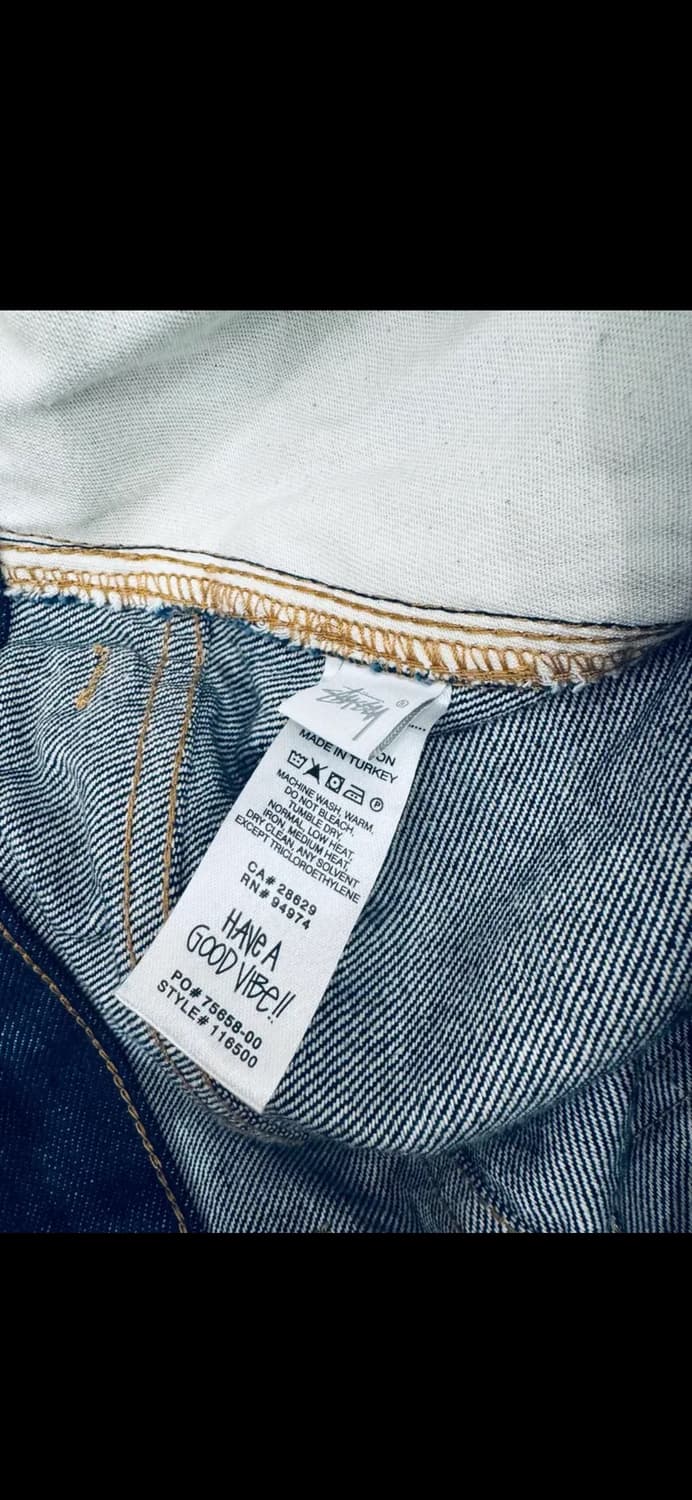 Stüssy ®
ON
MADE IN TURKEY
P
MACHINE WASH, WARM.
DO NOT BLEACH.
TUMBLE DRY.
NORMAL, LOW HEAT.
IRON, MEDIUM HEAT.
DRY CLEAN, ANY SOLVENT
EXCEPT TRICLOROETHYLENE
CA# 28629
RN# 94974
HAVE A
GOOD VIBE!!
PO# 75658-00
STYLE# 116500